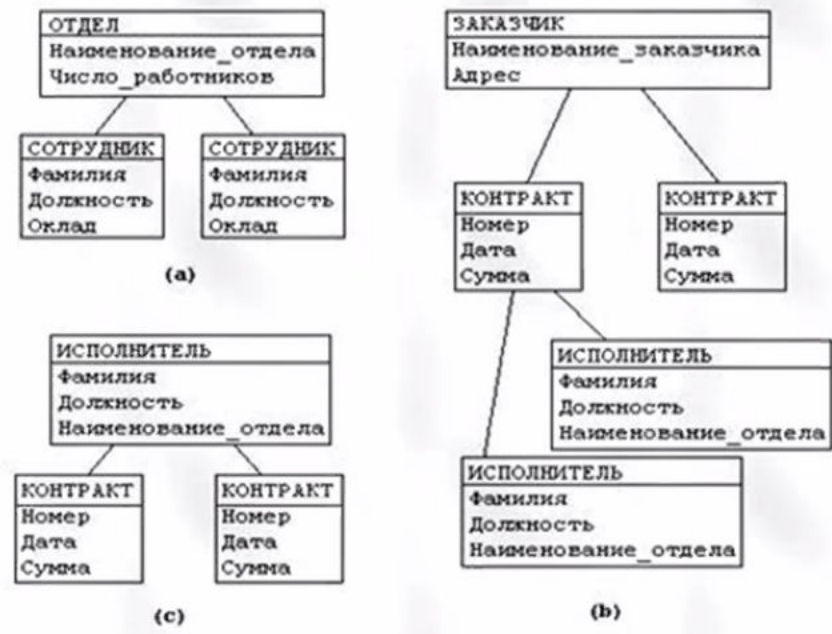 ОТДЕЛ
Наименование_отдела
Число_работников
СОТРУДНИК
Фамилия
Должность
Оклад
СОТРУДНИК
Фамилия
Должность
Оклад
(a)
ИСПОЛНИТЕЛЬ
Фамилия
Должность
Наименование_отдела
КОНТРАКТ
Номер
Дата
Сумма
КОНТРАКТ
Номер
Дата
Сумма
(c)
ЗАКАЗЧИК
Наименование_заказчика
Адрес
КОНТРАКТ
Номер
Дата
Сумма
КОНТРАКТ
Номер
Дата
Сумма
ИСПОЛНИТЕЛЬ
Фамилия
Должность
Наименование_отдела
ИСПОЛНИТЕЛЬ
Фамилия
Должность
Наименование_отдела
(b)